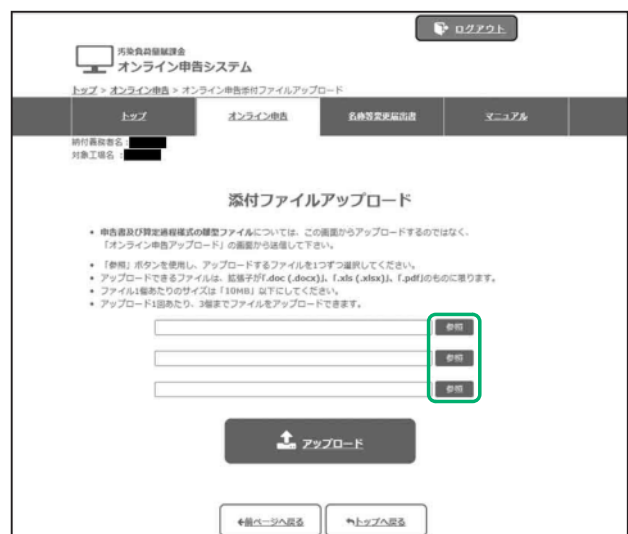 ログアウト
汚染負荷量賦課金
オンライン申告システム
トップ > オンライン申告 > オンライン申告添付ファイルアップロード
トップ オンライン申告 名称等変更届出書 マニュアル
納付義務者名：
対象工場名 ：
添付ファイルアップロード
• 申告書及び算定過程様式の雛型ファイルについては、この画面からアップロードするのではなく、
「オンライン申告アップロード」の画面から送信して下さい。
• 「参照」ボタンを使用し、アップロードするファイルを1つずつ選択してください。
• アップロードできるファイルは、拡張子が「.doc (.docx)」、「.xls (.xlsx)」、「.pdf」のものに限ります。
• ファイル1個あたりのサイズは「10MB」以下にしてください。
• アップロード1回あたり、3個までファイルをアップロードできます。
参照
参照
参照
アップロード
前ページへ戻る トップへ戻る